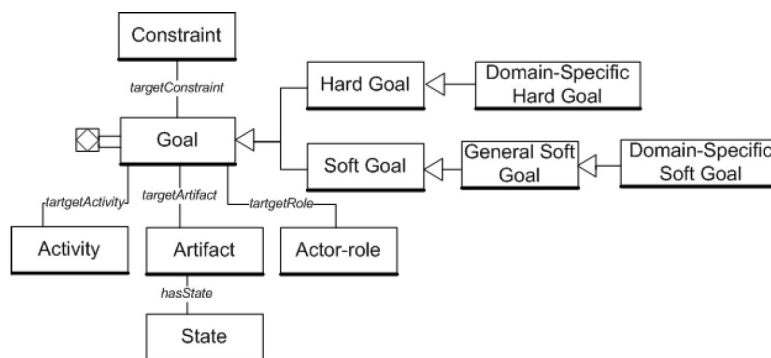 Constraint
targetConstraint
Hard Goal
Domain-Specific
Hard Goal
Goal
Soft Goal
General Soft
Goal
Domain-Specific
Soft Goal
tartgetActivity
targetArtifact
tartgetRole
Activity
Artifact
Actor-role
hasState
State